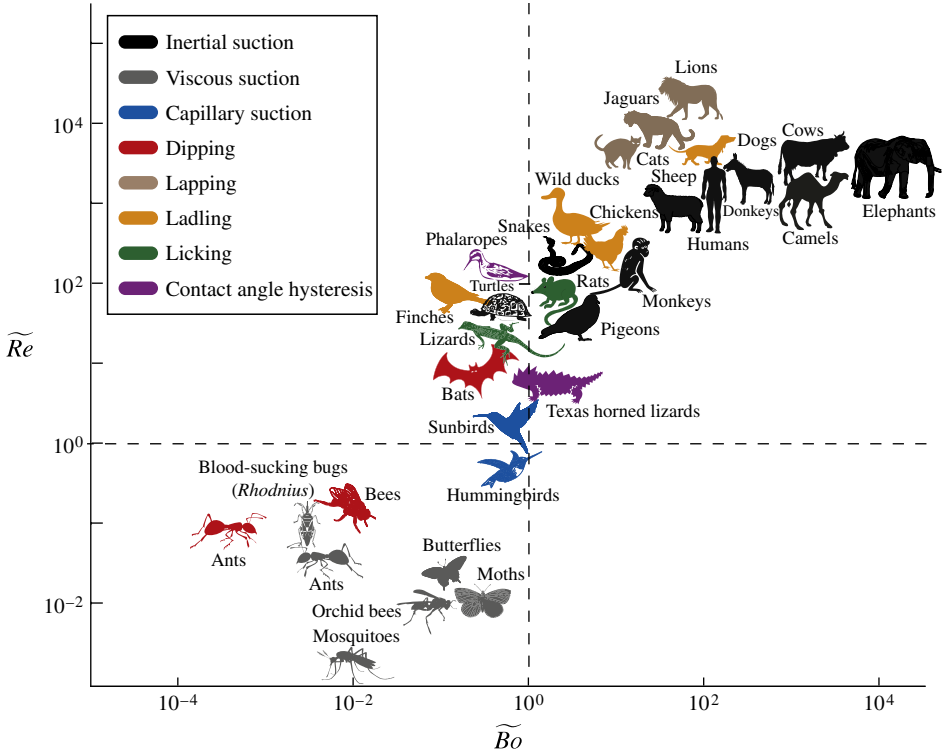 Inertial suction
Viscous suction
Capillary suction
Dipping
Lapping
Ladling
Licking
Contact angle hysteresis
Lions
Jaguars
Cats
Dogs
Cows
Sheep
Humans
Donkeys
Camels
Elephants
Wild ducks
Chickens
Snakes
Phalaropes
Turtles
Rats
Monkeys
Finches
Pigeons
Lizards
Bats
Texas horned lizards
Sunbirds
Hummingbirds
Blood-sucking bugs
(Rhodnius)
Bees
Ants
Ants
Butterflies
Moths
Orchid bees
Mosquitoes
10⁴
10²
10⁰
10⁻²
R̃e
10⁻⁴
10⁻²
10⁰
10²
10⁴
B̃o